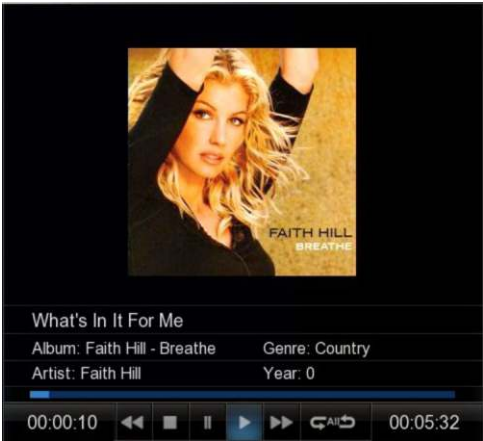 FAITH HILL
BREATHE
What's In It For Me
Album: Faith Hill - Breathe
Genre: Country
Artist: Faith Hill
Year: 0
00:00:10
All
00:05:32